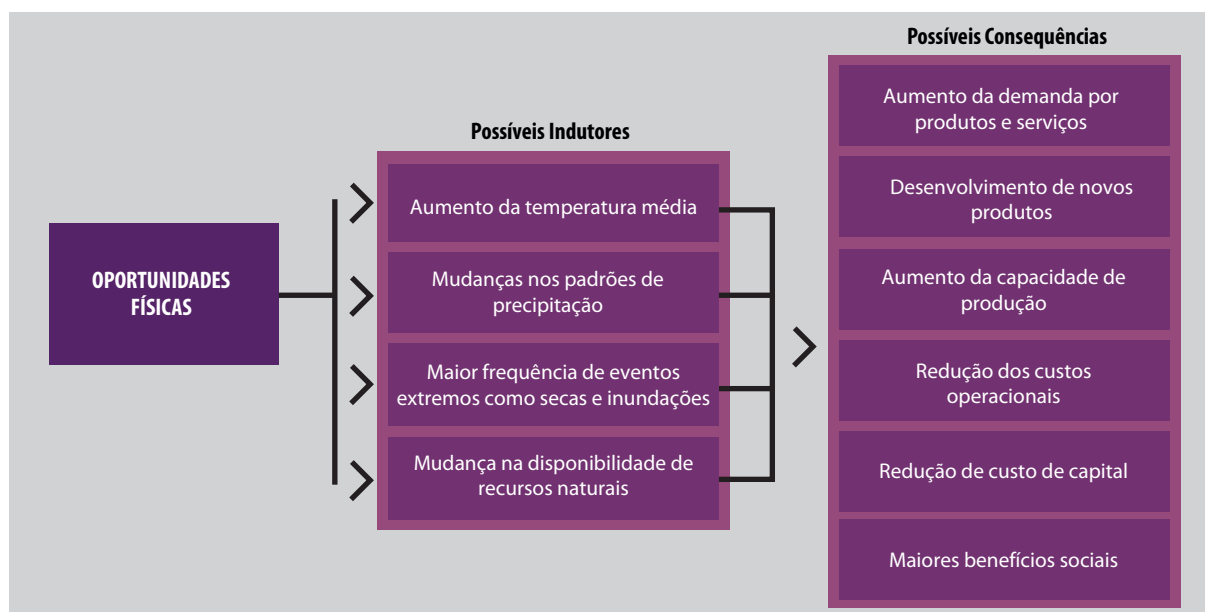 OPORTUNIDADES
FÍSICAS
Possíveis Indutores
Aumento da temperatura média
Mudanças nos padrões de
precipitação
Maior frequência de eventos
extremos como secas e inundações
Mudança na disponibilidade de
recursos naturais
Possíveis Consequências
Aumento da demanda por
produtos e serviços
Desenvolvimento de novos
produtos
Aumento da capacidade de
produção
Redução dos custos
operacionais
Redução de custo de capital
Maiores benefícios sociais